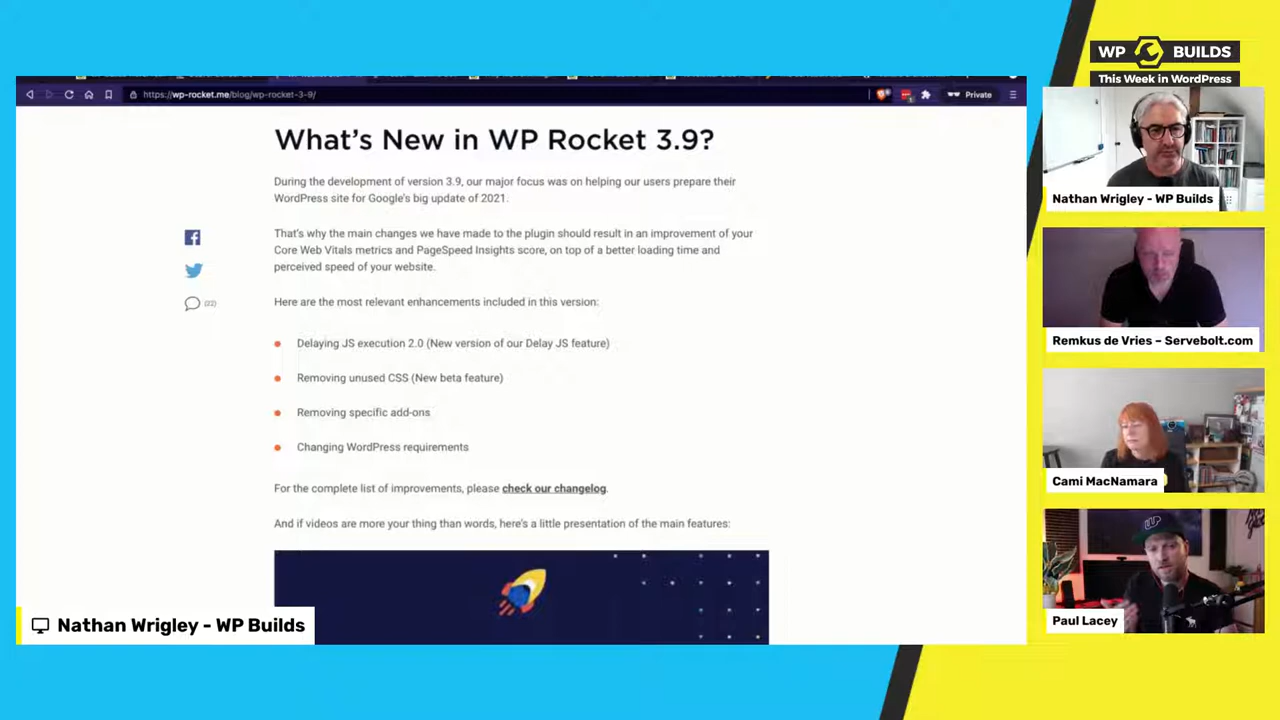 https://wp-rocket.me/blog/wp-rocket-3-9/
Private
What's New in WP Rocket 3.9?
During the development of version 3.9, our major focus was on helping our users prepare their
WordPress site for Google's big update of 2021.
That's why the main changes we have made to the plugin should result in an improvement of your
Core Web Vitals metrics and PageSpeed Insights score, on top of a better loading time and
perceived speed of your website.
(22)
Here are the most relevant enhancements included in this version:
Delaying JS execution 2.0 (New version of our Delay JS feature)
Removing unused CSS (New beta feature)
Removing specific add-ons
Changing WordPress requirements
For the complete list of improvements, please check our changelog.
And if videos are more your thing than words, here's a little presentation of the main features:
Nathan Wrigley - WP Builds
WP BUILDS
This Week in WordPress
Nathan Wrigley - WP Builds
Remkus de Vries – Servebolt.com
Cami MacNamara
Paul Lacey